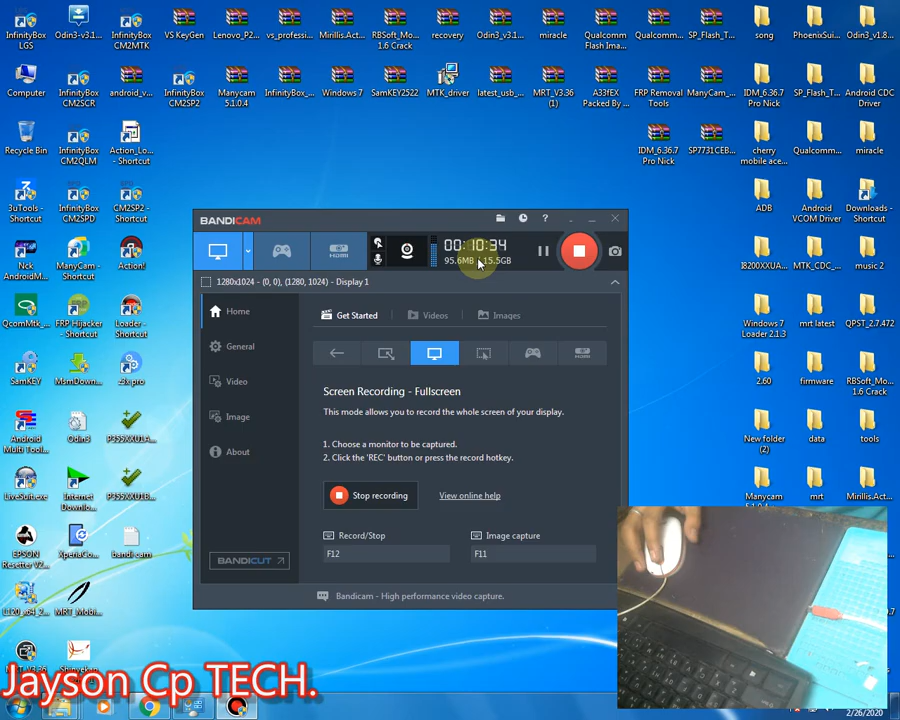 InfinityBox LGS
Odin3-v3.1...
InfinityBox CM2MTK
VS KeyGen
Lenovo_P2...
vs_professi...
Mirillis.Act...
RBSoft_Mo... 1.6 Crack
recovery
Odin3_v3.1...
miracle
Qualcomm Flash Ima...
Qualcomm...
SP_Flash_T...
song
PhoenixSui...
Odin3_v1.8...
Computer
InfinityBox CM2SCR
android_v...
InfinityBox CM2SP2
Manycam 5.1.0.4
InfinityBox_...
Windows 7
SamKEY2522
MTK_driver
latest_usb_...
MRT_V3.36 (1)
A33fEX Packed By ...
FRP Removal Tools
ManyCam_...
IDM_6.36.7 Pro Nick
SP_Flash_T...
Android CDC Driver
Recycle Bin
InfinityBox CM2QLM
Action_Lo... - Shortcut
IDM_6.36.7 Pro Nick
SP7731CEB...
cherry mobile ace...
Qualcomm...
miracle
3uTools - Shortcut
InfinityBox CM2SPD
CM2SP2 - Shortcut
ADB
Android VCOM Driver
Downloads - Shortcut
BANDICAM
00:10:34
95.6MB / 15.5GB
1280x1024 - (0, 0), (1280, 1024) - Display 1
Nck AndroidM...
ManyCam - Shortcut
Action!
I8200XXUA...
MTK_CDC_...
music 2
Home
Get Started
Videos
Images
QcomMtk_...
FRP Hijacker - Shortcut
Loader - Shortcut
Windows 7 Loader 2.1.3
mrt latest
QPST_2.7.472
General
SamKEY
MsmDown...
z3x pro
2.60
firmware
RBSoft_Mo... 1.6 Crack
Video
Screen Recording - Fullscreen
This mode allows you to record the whole screen of your display.
Image
Android Multi Tool...
Odin3
P355XXU1A...
New folder (2)
data
tools
1. Choose a monitor to be captured.
2. Click the 'REC' button or press the record hotkey.
About
LiveSuit.exe
Internet Downlo...
P355XXU1B...
Manycam 5.1.0.4
mrt
Mirillis.Act...
Stop recording
View online help
EPSON Resetter V2...
XperiaCo...
bandi cam
Record/Stop
Image capture
F12
F11
BANDICUT
Bandicam - High performance video capture.
L120_x64_2...
MRT_Mobi...
Jayson Cp TECH.
2/26/2020